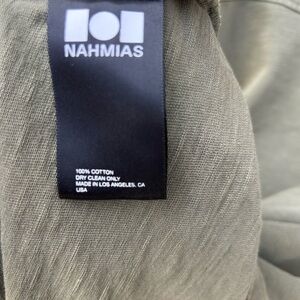 NAHMIAS
100% COTTON
DRY CLEAN ONLY
MADE IN LOS ANGELES, CA
USA